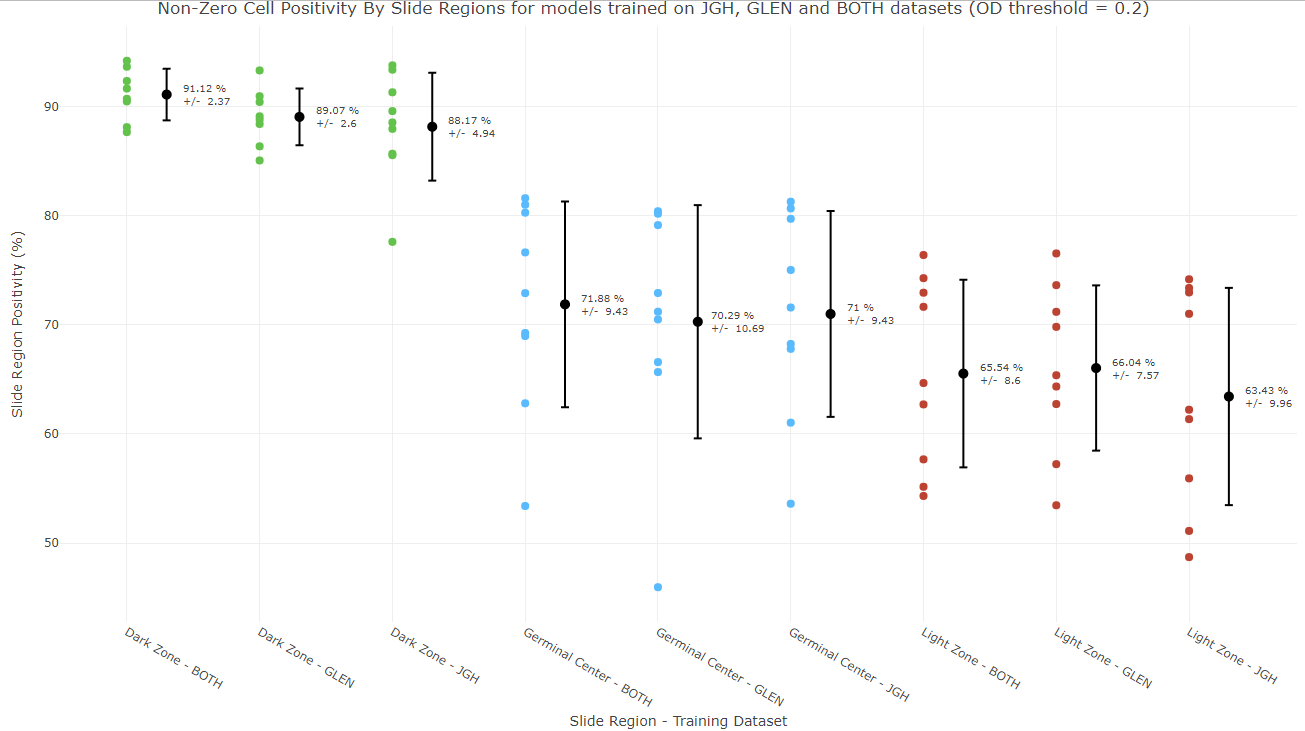 Non-Zero Cell Positivity By Slide Regions for models trained on JGH, GLEN and BOTH datasets (OD threshold = 0.2)
Slide Region Positivity (%)
90
80
70
60
50
91.12 %
+/- 2.37
89.07 %
+/- 2.6
88.17 %
+/- 4.94
71.88 %
+/- 9.43
70.29 %
+/- 10.69
71 %
+/- 9.43
65.54 %
+/- 8.6
66.04 %
+/- 7.57
63.43 %
+/- 9.96
Dark Zone - BOTH
Dark Zone - GLEN
Dark Zone - JGH
Germinal Center - BOTH
Germinal Center - GLEN
Germinal Center - JGH
Light Zone - BOTH
Light Zone - GLEN
Light Zone - JGH
Slide Region - Training Dataset